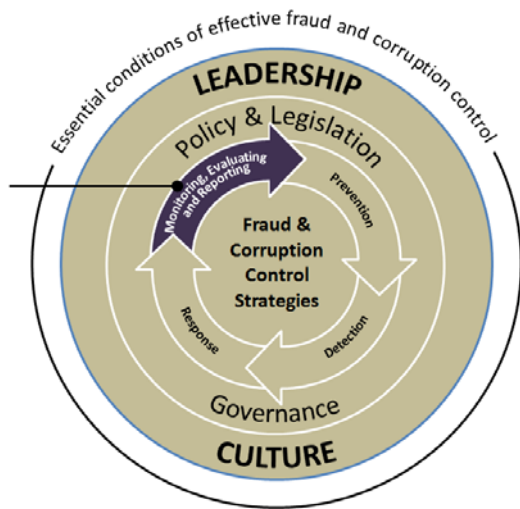 Essential conditions of effective fraud and corruption control
LEADERSHIP
Policy & Legislation
Monitoring, Evaluating
and Reporting
Prevention
Fraud &
Corruption
Control
Strategies
Response
Detection
Governance
CULTURE